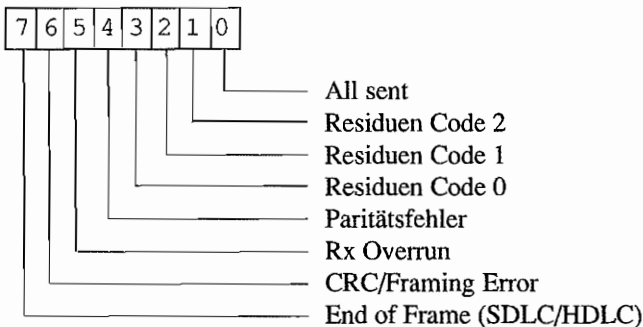 7 6 5 4 3 2 1 0
All sent
Residuen Code 2
Residuen Code 1
Residuen Code 0
Paritätsfehler
Rx Overrun
CRC/Framing Error
End of Frame (SDLC/HDLC)